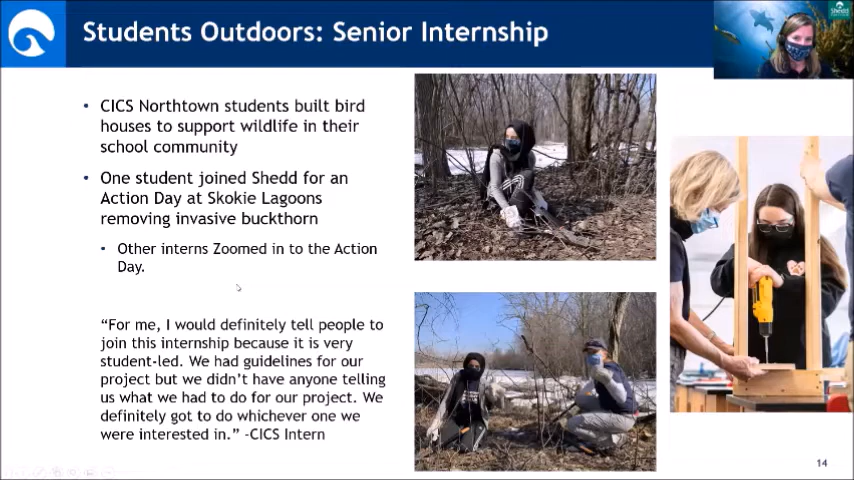 Students Outdoors: Senior Internship
Shedd
• CICS Northtown students built bird
houses to support wildlife in their
school community
• One student joined Shedd for an
Action Day at Skokie Lagoons
removing invasive buckthorn
• Other interns Zoomed in to the Action
Day.
“For me, I would definitely tell people to
join this internship because it is very
student-led. We had guidelines for our
project but we didn’t have anyone telling
us what we had to do for our project. We
definitely got to do whichever one we
were interested in.” -CICS Intern
14